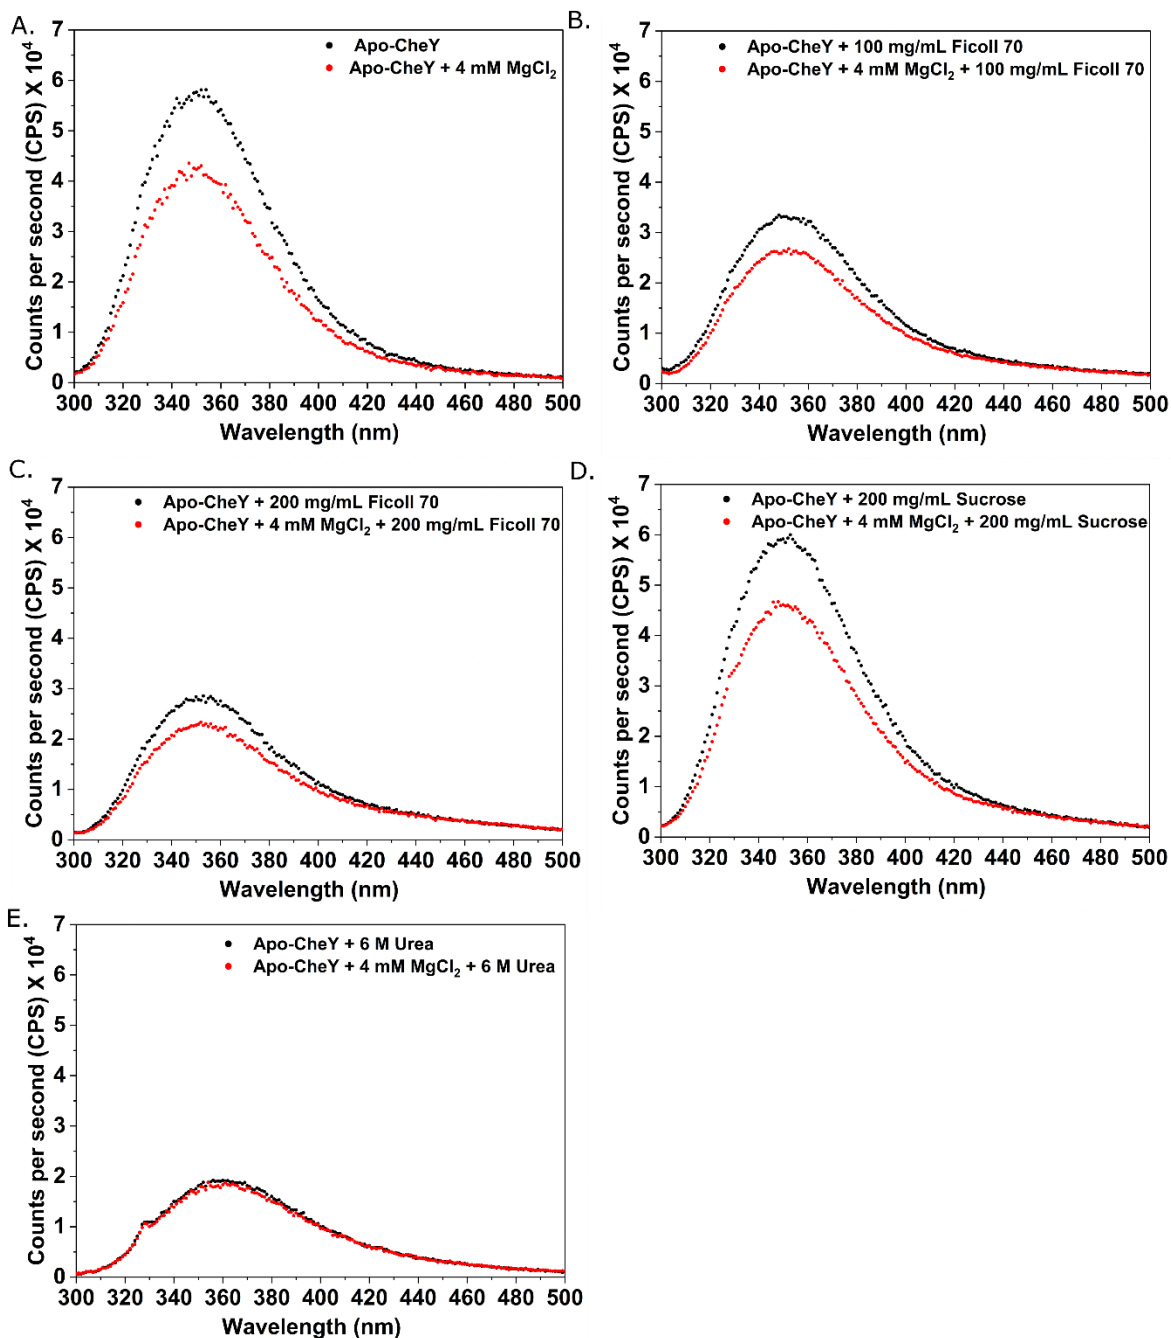 A.
7
6
5
4
3
2
1
0
Counts per second (CPS) X 10⁴
Apo-CheY
Apo-CheY + 4 mM MgCl₂
300 320 340 360 380 400 420 440 460 480 500
Wavelength (nm)
B.
7
6
5
4
3
2
1
0
Counts per second (CPS) X 10⁴
Apo-CheY + 100 mg/mL Ficoll 70
Apo-CheY + 4 mM MgCl₂ + 100 mg/mL Ficoll 70
300 320 340 360 380 400 420 440 460 480 500
Wavelength (nm)
C.
7
6
5
4
3
2
1
0
Counts per second (CPS) X 10⁴
Apo-CheY + 200 mg/mL Ficoll 70
Apo-CheY + 4 mM MgCl₂ + 200 mg/mL Ficoll 70
300 320 340 360 380 400 420 440 460 480 500
Wavelength (nm)
D.
7
6
5
4
3
2
1
0
Counts per second (CPS) X 10⁴
Apo-CheY + 200 mg/mL Sucrose
Apo-CheY + 4 mM MgCl₂ + 200 mg/mL Sucrose
300 320 340 360 380 400 420 440 460 480 500
Wavelength (nm)
E.
7
6
5
4
3
2
1
0
Counts per second (CPS) X 10⁴
Apo-CheY + 6 M Urea
Apo-CheY + 4 mM MgCl₂ + 6 M Urea
300 320 340 360 380 400 420 440 460 480 500
Wavelength (nm)